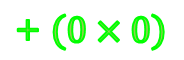 + (0 × 0)